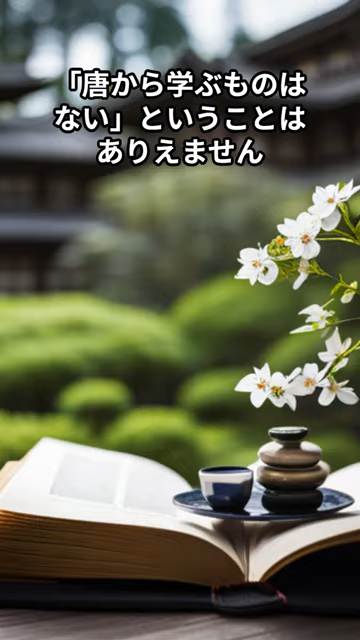 「唐から学ぶものは
ない」ということは
ありえません